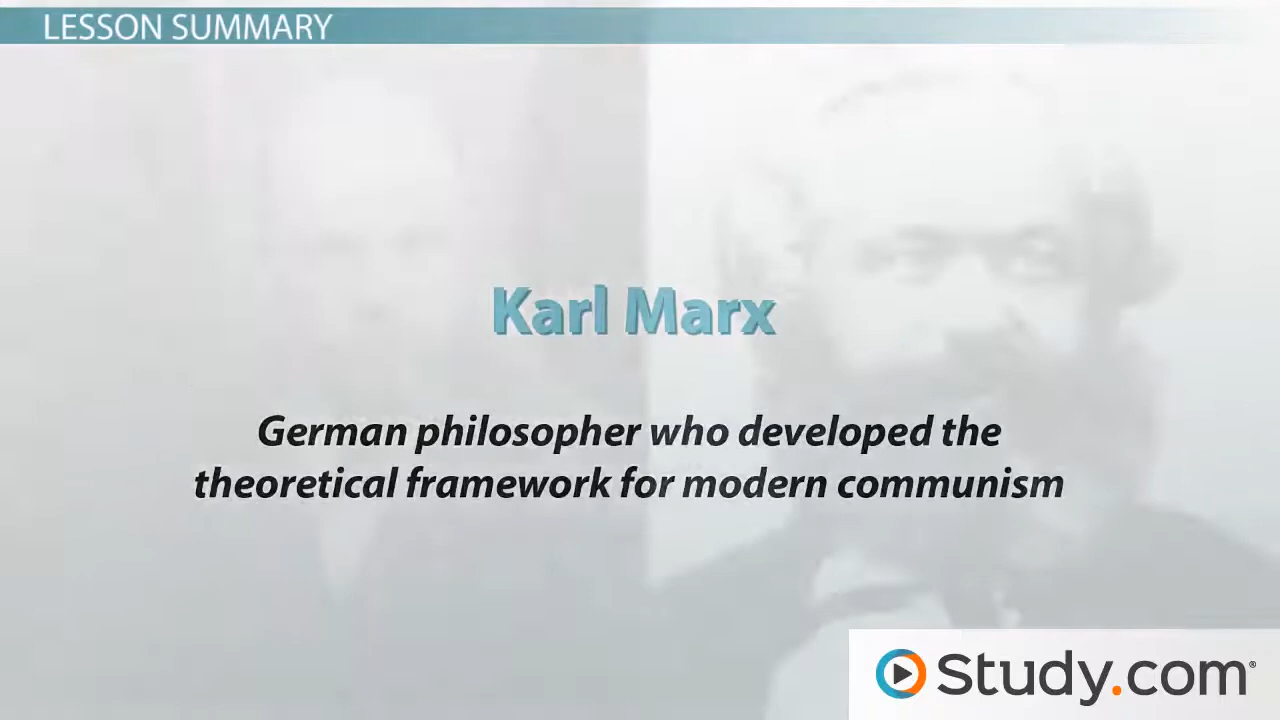 LESSON SUMMARY
Karl Marx
German philosopher who developed the
theoretical framework for modern communism
Study.com®